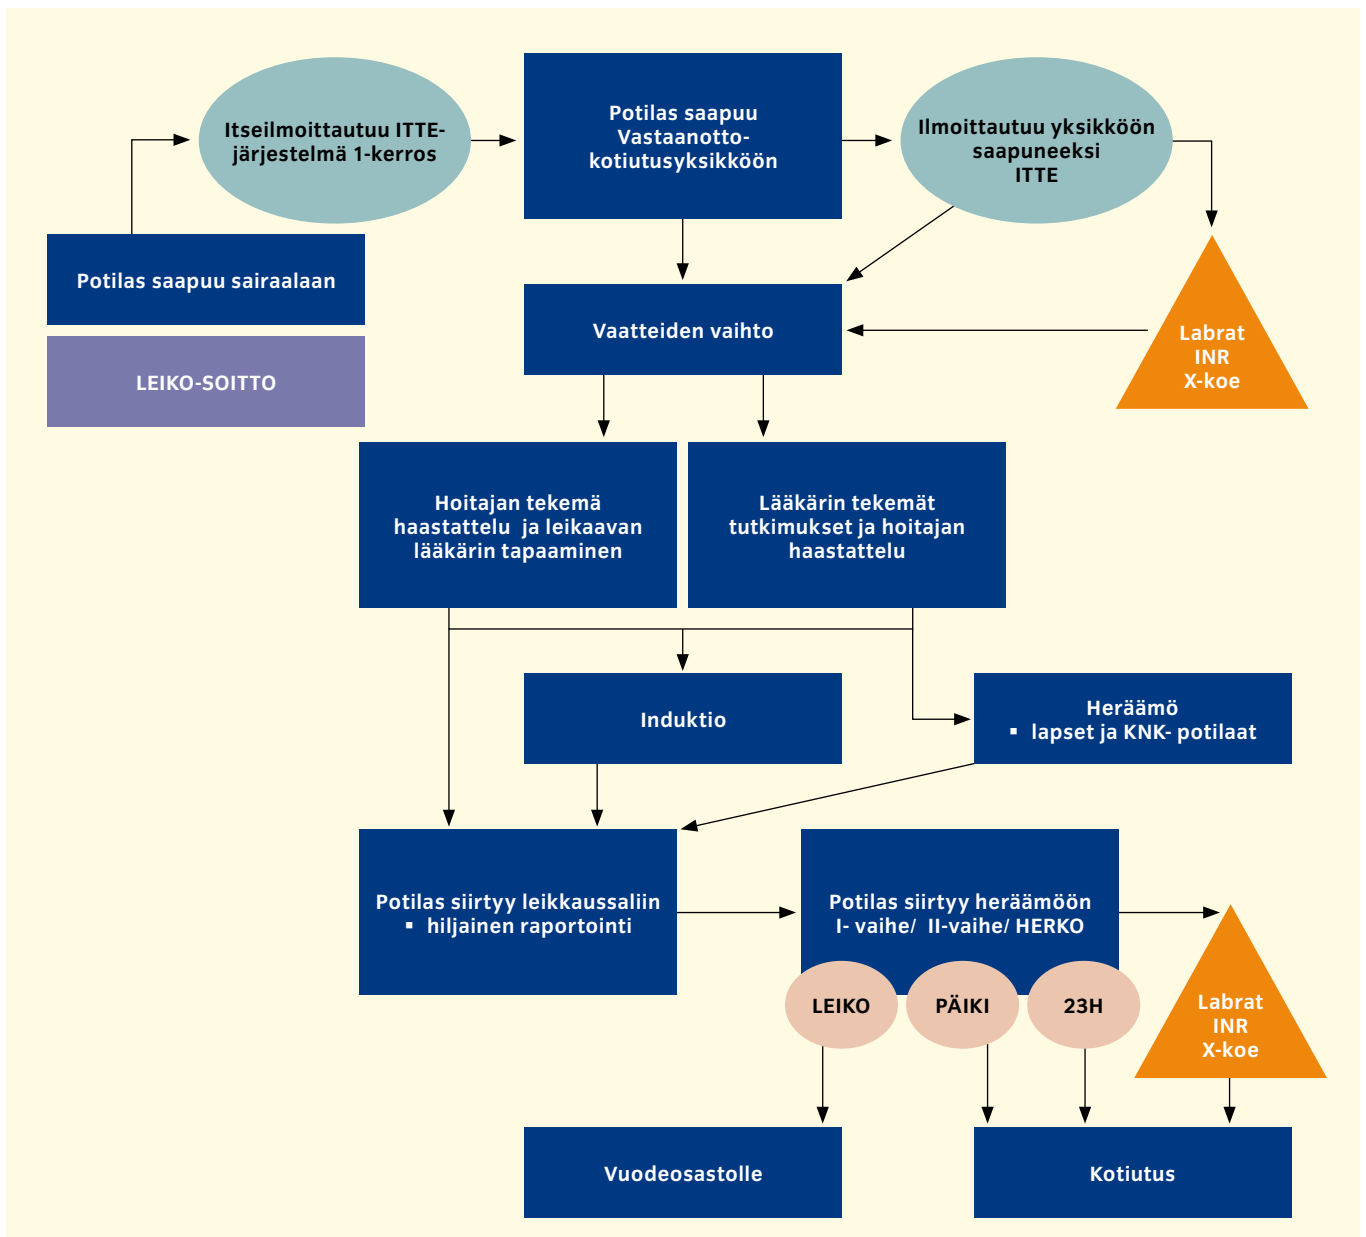 Itseilmoittautuu ITTE-
järjestelmä 1-kerros
Potilas saapuu
Vastaanotto-
kotiutusyksikköön
Ilmoittautuu yksikköön
saapuneeksi
ITTE
Potilas saapuu sairaalaan
LEIKO-SOITTO
Vaatteiden vaihto
Labrat
INR
X-koe
Hoitajan tekemä
haastattelu ja leikaavan
lääkärin tapaaminen
Lääkärin tekemät
tutkimukset ja hoitajan
haastattelu
Induktio
Heräämö
▪ lapset ja KNK- potilaat
Potilas siirtyy leikkaussaliin
▪ hiljainen raportointi
Potilas siirtyy heräämöön
I- vaihe/ II-vaihe/ HERKO
LEIKO
PÄIKI
23H
Labrat
INR
X-koe
Vuodeosastolle
Kotiutus